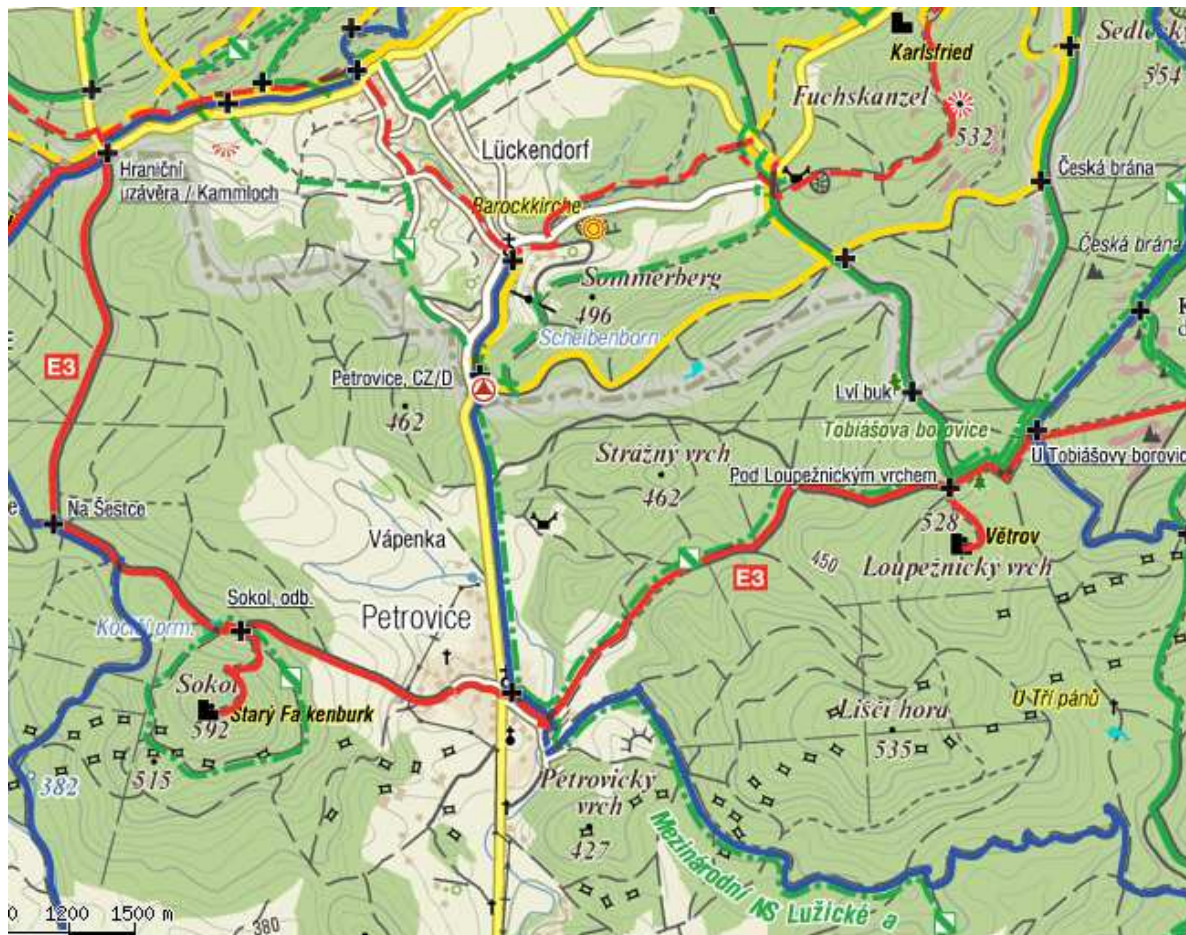 Karlsfried
Sedlecký
554
Fuchskanzel
532
Lückendorf
Hraniční
uzávěra / Kammloch
Česká brána
Barockkirche
Česká brána
Sommerberg
496
Scheibenborn
E3
Petrovice, CZ/D
462
Lví buk
Tobiášova borovice
Strážný vrch
462
U Tobiášovy borovic
Pod Loupežnickým vrchem
Na Šestce
528
Větrov
Vápenka
450
Loupežnický vrch
E3
Sokol, odb.
Petrovice
Kočičí prm.
Sokol
Starý Falkenburk
592
Liščí hora
535
U Tří pánů
515
382
Petrovický
vrch
427
Mezinárodní NS Lužické a
0 1200 1500 m
380